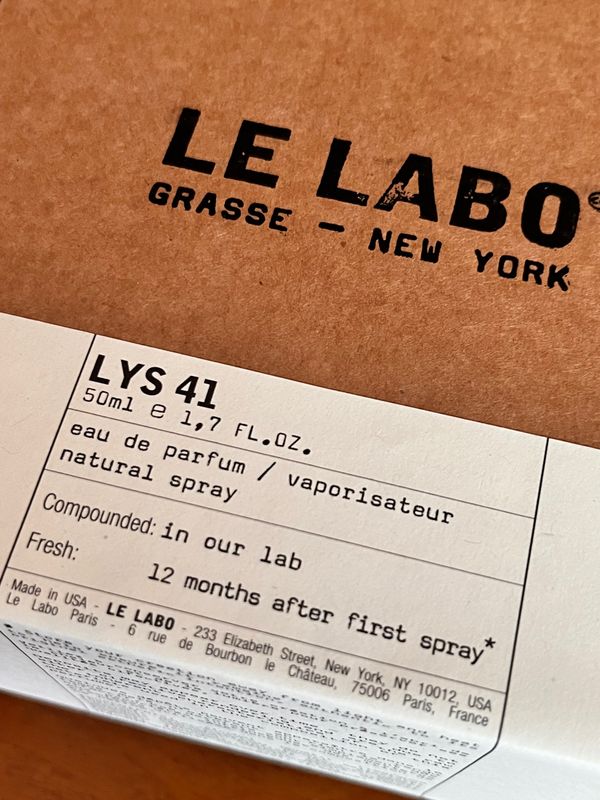 LE LABO®
GRASSE — NEW YORK
LYS 41
50ml e 1,7 FL.OZ.
eau de parfum / vaporisateur
natural spray
Compounded: in our lab
Fresh: 12 months after first spray*
Made in USA - LE LABO - 233 Elizabeth Street, New York, NY 10012, USA
Le Labo Paris - 6 rue de Bourbon le Château, 75006 Paris, France